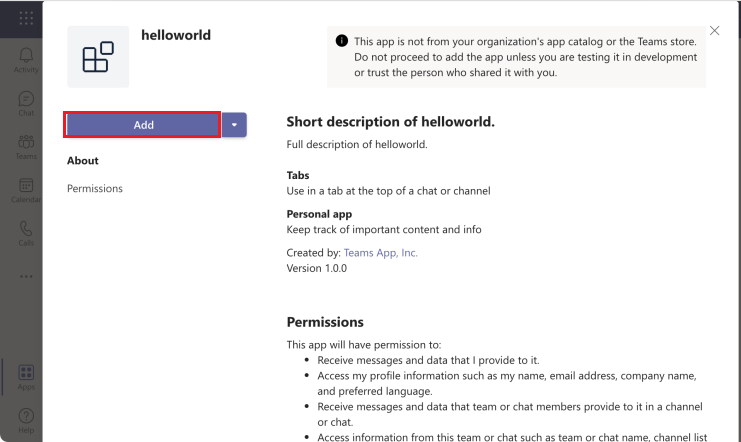 helloworld
This app is not from your organization's app catalog or the Teams store.
Do not proceed to add the app unless you are testing it in development
or trust the person who shared it with you.
Activity
Chat
Teams
Calendar
Calls
Apps
Help
Add
About
Permissions
Short description of helloworld.
Full description of helloworld.
Tabs
Use in a tab at the top of a chat or channel
Personal app
Keep track of important content and info
Created by: Teams App, Inc.
Version 1.0.0
Permissions
This app will have permission to:
• Receive messages and data that I provide to it.
• Access my profile information such as my name, email address, company name,
and preferred language.
• Receive messages and data that team or chat members provide to it in a channel
or chat.
• Access information from this team or chat such as team or chat name, channel list